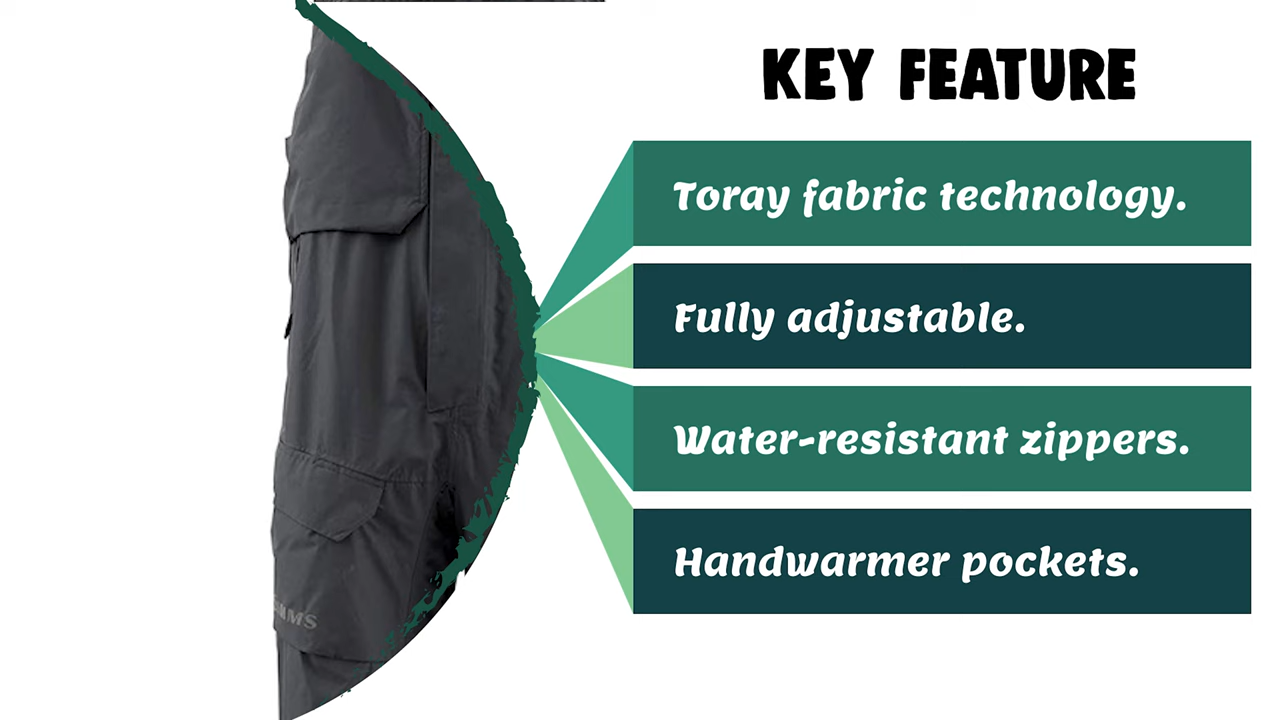 KEY FEATURE
Toray fabric technology.
Fully adjustable.
Water-resistant zippers.
Handwarmer pockets.